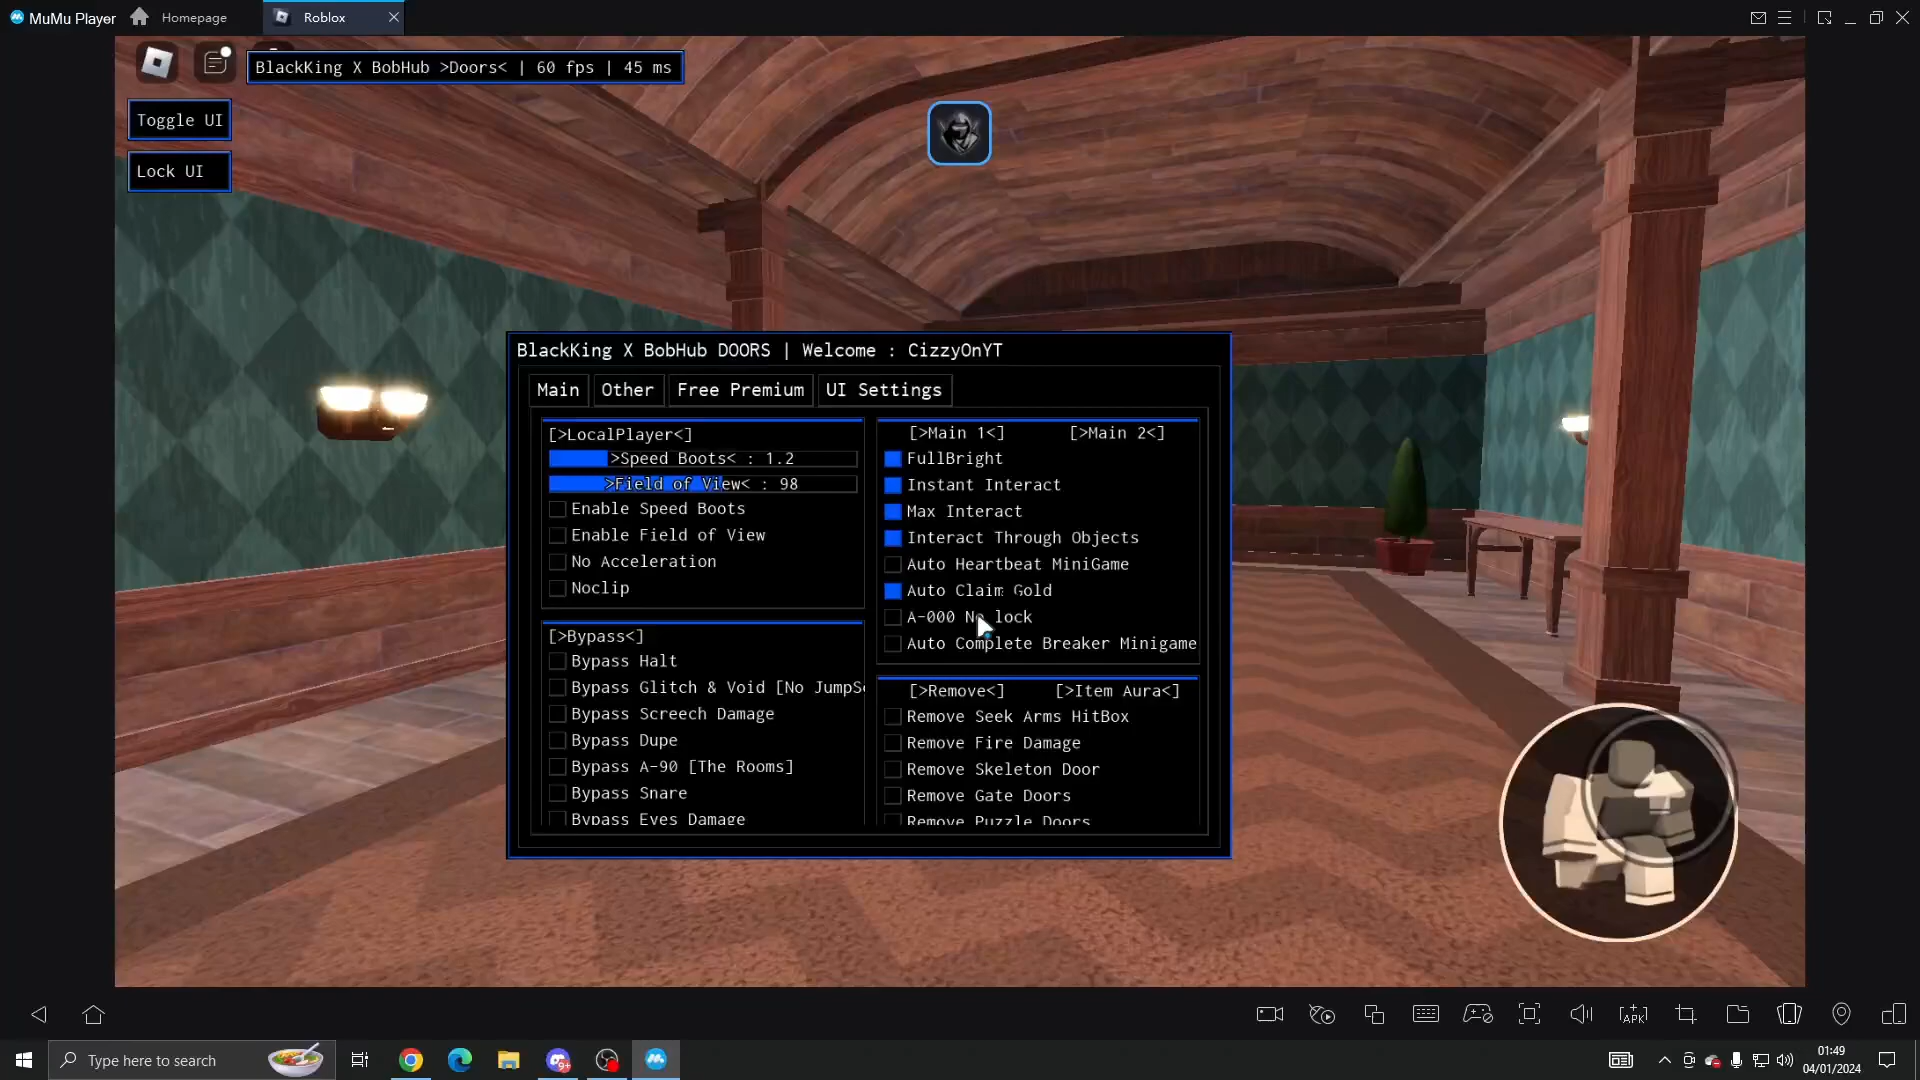 MuMu Player
Homepage
Roblox
BlackKing X BobHub >Doors< | 60 fps | 45 ms
Toggle UI
Lock UI
BlackKing X BobHub DOORS | Welcome : CizzyOnYT
Main
Other
Free Premium
UI Settings
[>LocalPlayer<]
>Speed Boots< : 1.2
>Field of View< : 98
Enable Speed Boots
Enable Field of View
No Acceleration
Noclip
[>Bypass<]
Bypass Halt
Bypass Glitch & Void [No JumpSc
Bypass Screech Damage
Bypass Dupe
Bypass A-90 [The Rooms]
Bypass Snare
Bypass Eyes Damage
[>Main 1<] [>Main 2<]
FullBright
Instant Interact
Max Interact
Interact Through Objects
Auto Heartbeat MiniGame
Auto Claim Gold
A-000 No lock
Auto Complete Breaker Minigame
[>Remove<] [>Item Aura<]
Remove Seek Arms HitBox
Remove Fire Damage
Remove Skeleton Door
Remove Gate Doors
Remove Puzzle Doors
APK
Type here to search
9+
01:49
04/01/2024